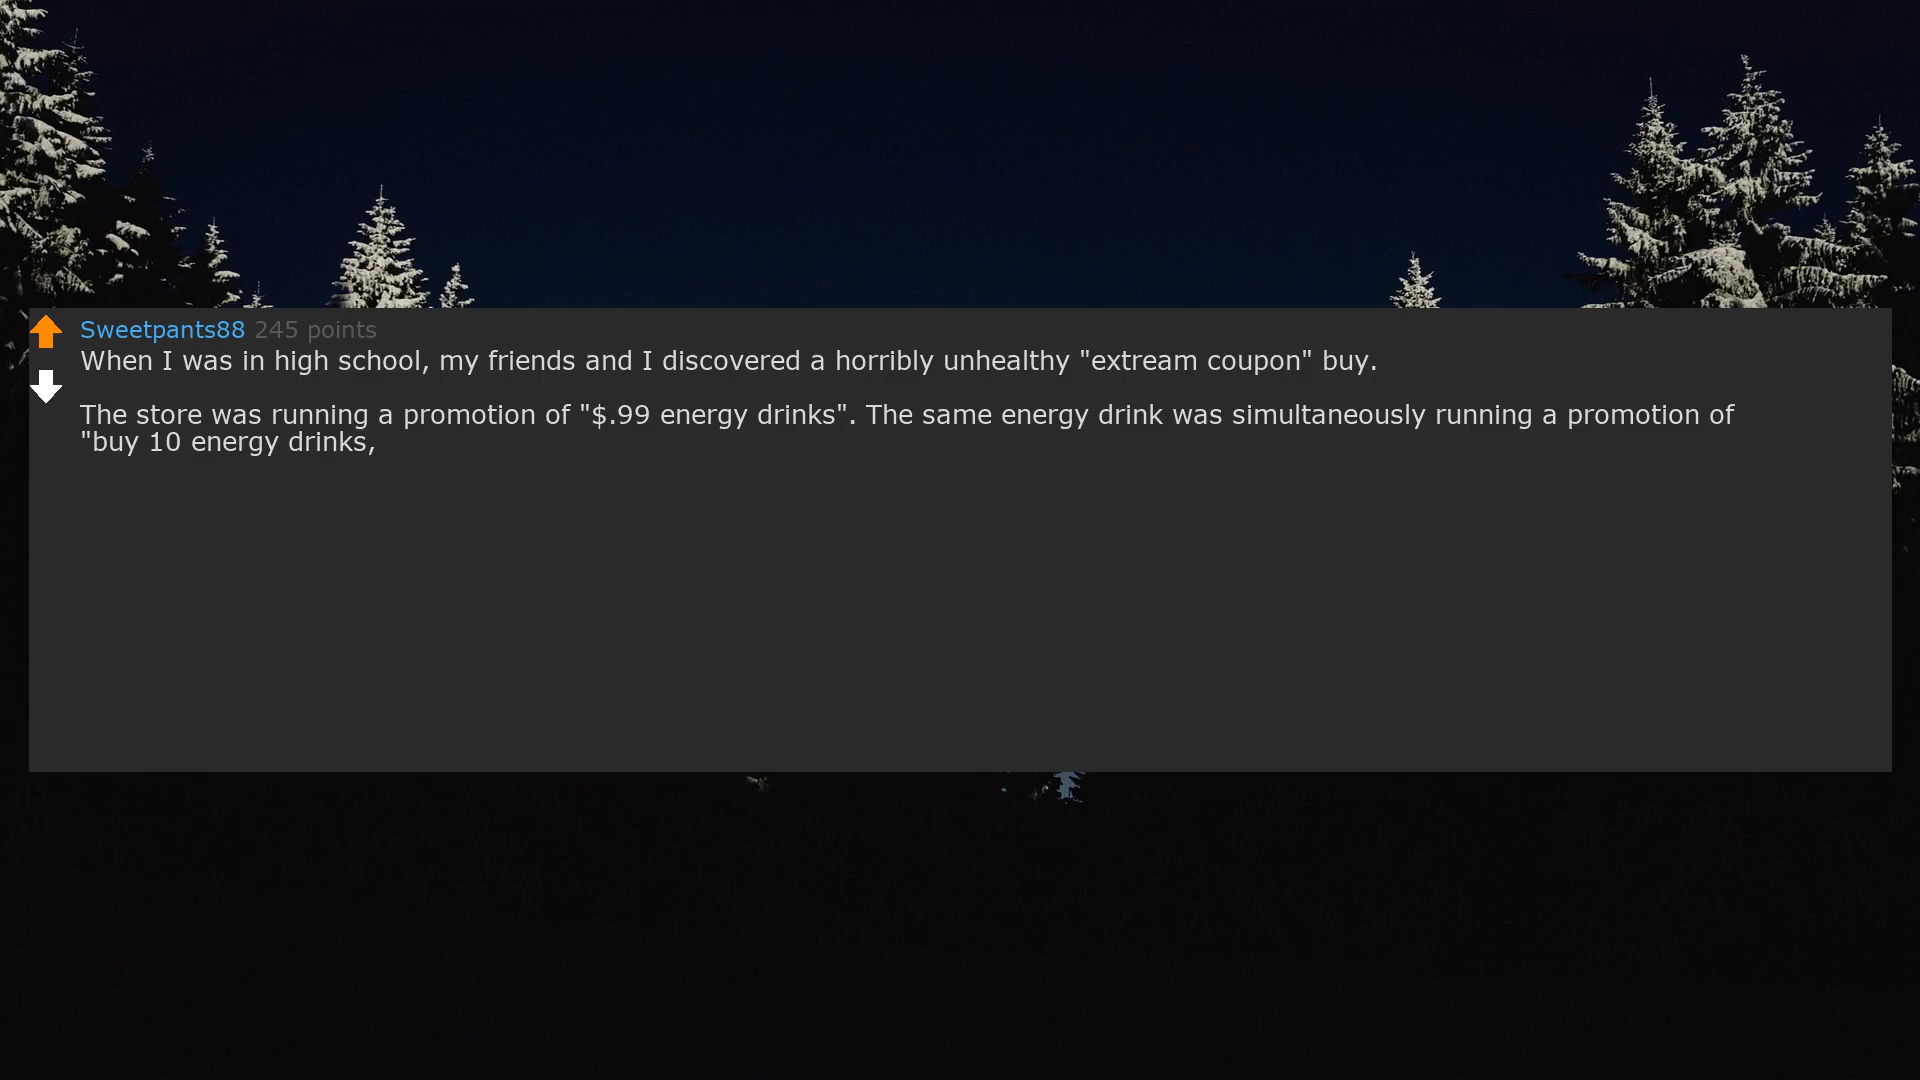 Sweetpants88 245 points
When I was in high school, my friends and I discovered a horribly unhealthy "extream coupon" buy.
The store was running a promotion of "$.99 energy drinks". The same energy drink was simultaneously running a promotion of
"buy 10 energy drinks,